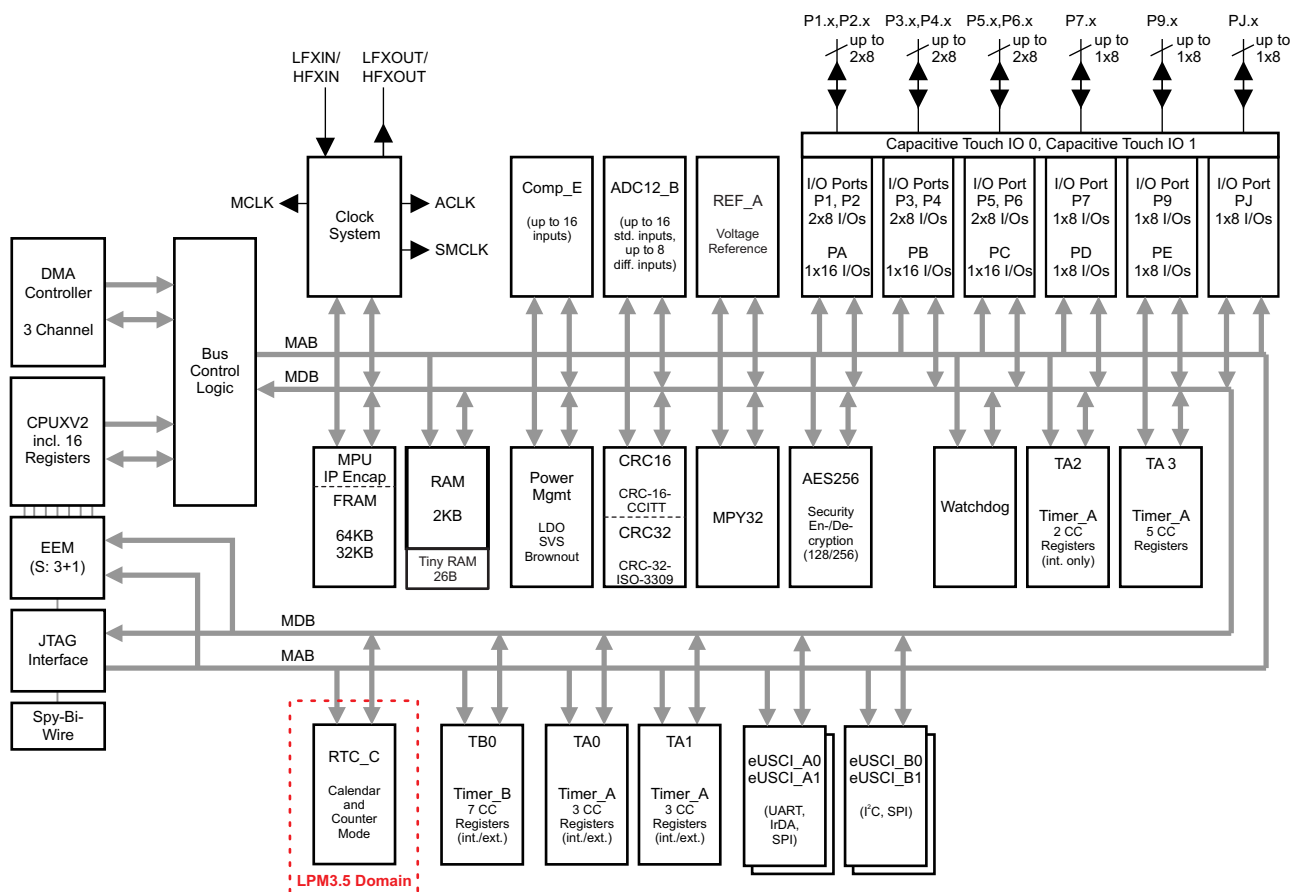 P1.x,P2.x
up to
2x8
P3.x,P4.x
up to
2x8
P5.x,P6.x
up to
2x8
P7.x
up to
1x8
P9.x
up to
1x8
PJ.x
up to
1x8
LFXIN/
HFXIN
LFXOUT/
HFXOUT
Capacitive Touch IO 0, Capacitive Touch IO 1
MCLK
Clock
System
ACLK
SMCLK
Comp_E
(up to 16
inputs)
ADC12_B
(up to 16
std. inputs,
up to 8
diff. inputs)
REF_A
Voltage
Reference
I/O Ports
P1, P2
2x8 I/Os
PA
1x16 I/Os
I/O Ports
P3, P4
2x8 I/Os
PB
1x16 I/Os
I/O Port
P5, P6
2x8 I/Os
PC
1x16 I/Os
I/O Port
P7
1x8 I/Os
PD
1x8 I/Os
I/O Port
P9
1x8 I/Os
PE
1x8 I/Os
I/O Port
PJ
1x8 I/Os
DMA
Controller
3 Channel
Bus
Control
Logic
MAB
MDB
CPUXV2
incl. 16
Registers
MPU
IP Encap
FRAM
64KB
32KB
RAM
2KB
Tiny RAM
26B
Power
Mgmt
LDO
SVS
Brownout
CRC16
CRC-16-
CCITT
CRC32
CRC-32-
ISO-3309
MPY32
AES256
Security
En-/De-
cryption
(128/256)
Watchdog
TA2
Timer_A
2 CC
Registers
(int. only)
TA 3
Timer_A
5 CC
Registers
EEM
(S: 3+1)
MDB
JTAG
Interface
MAB
Spy-Bi-
Wire
RTC_C
Calendar
and
Counter
Mode
LPM3.5 Domain
TB0
Timer_B
7 CC
Registers
(int./ext.)
TA0
Timer_A
3 CC
Registers
(int./ext.)
TA1
Timer_A
3 CC
Registers
(int./ext.)
eUSCI_A0
eUSCI_A1
(UART,
IrDA,
SPI)
eUSCI_B0
eUSCI_B1
(I²C, SPI)